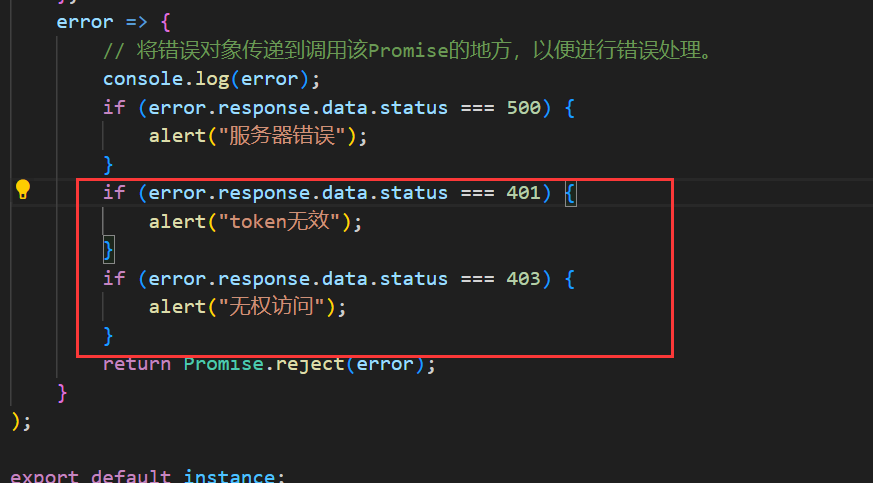 error => {
// 将错误对象传递到调用该Promise的地方，以便进行错误处理。
console.log(error);
if (error.response.data.status === 500) {
alert("服务器错误");
}
if (error.response.data.status === 401) {
alert("token无效");
}
if (error.response.data.status === 403) {
alert("无权访问");
}
return Promise.reject(error);
}
);
export default instance;